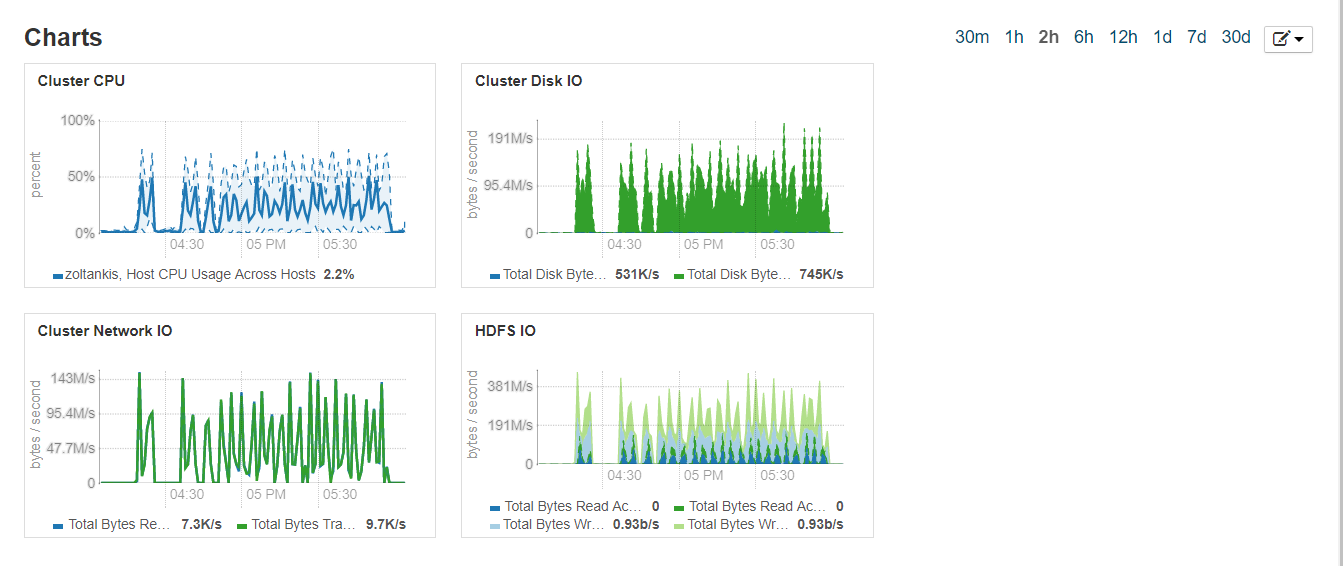 Charts
30m 1h 2h 6h 12h 1d 7d 30d
Cluster CPU
percent
100%
50%
0%
04:30 05 PM 05:30
zoltankis, Host CPU Usage Across Hosts 2.2%
Cluster Disk IO
bytes / second
191M/s
95.4M/s
0
04:30 05 PM 05:30
Total Disk Byte... 531K/s Total Disk Byte... 745K/s
Cluster Network IO
bytes / second
143M/s
95.4M/s
47.7M/s
0
04:30 05 PM 05:30
Total Bytes Re... 7.3K/s Total Bytes Tra... 9.7K/s
HDFS IO
bytes / second
381M/s
191M/s
0
04:30 05 PM 05:30
Total Bytes Read Ac... 0 Total Bytes Read Ac... 0
Total Bytes Wr... 0.93b/s Total Bytes Wr... 0.93b/s